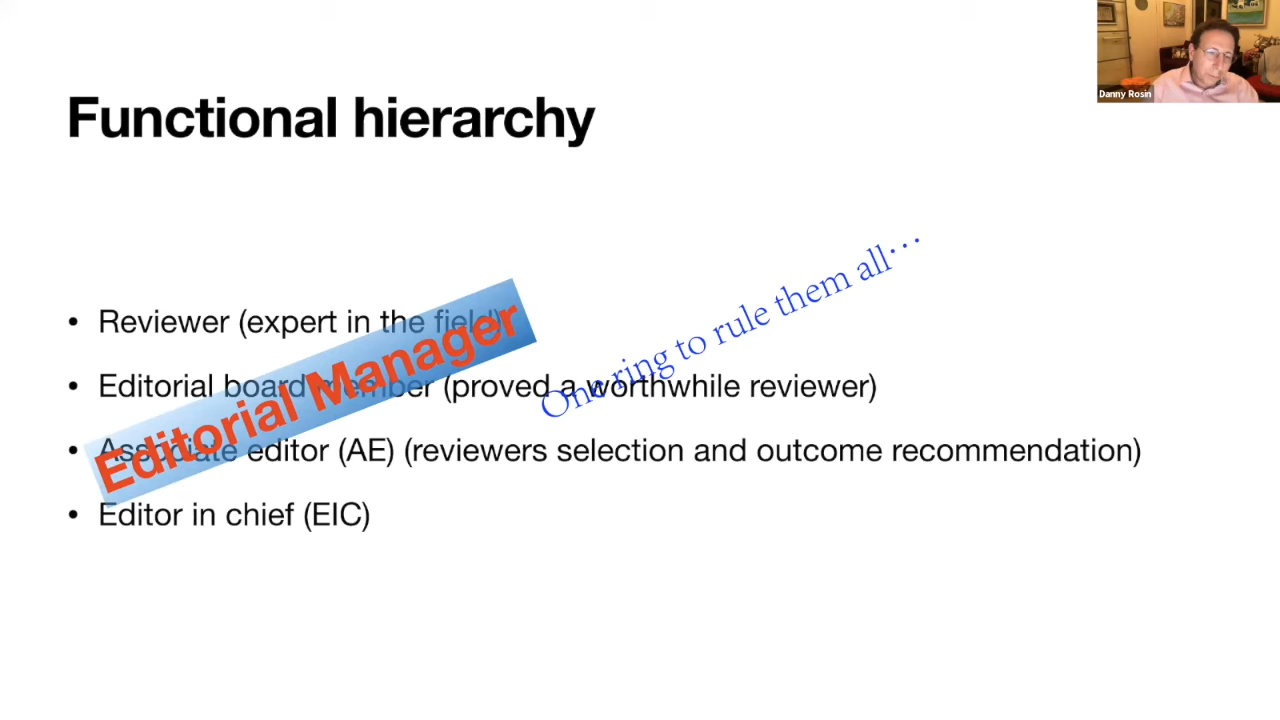 Danny Rosin
Functional hierarchy
One ring to rule them all…
• Reviewer (expert in the field)
• Editorial board member (proved a worthwhile reviewer)
• Associate editor (AE) (reviewers selection and outcome recommendation)
• Editor in chief (EIC)
Editorial Manager